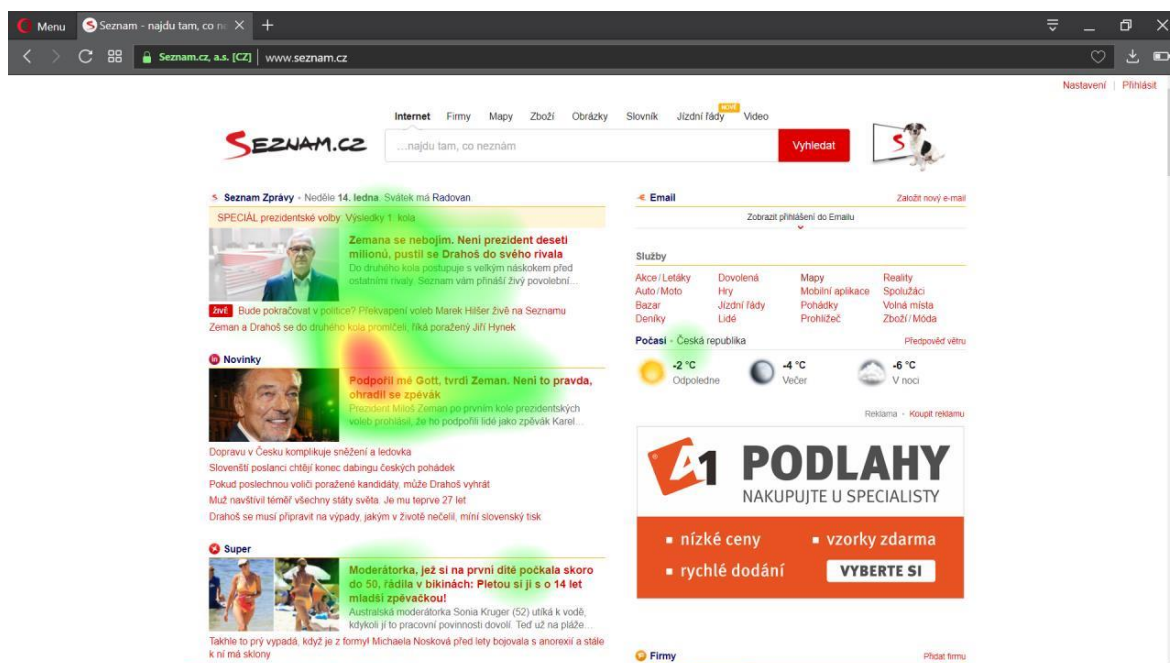 Menu
Seznam - najdu tam, co ne
Seznam.cz, a.s. [CZ] www.seznam.cz
Nastavení | Přihlásit
Internet Firmy Mapy Zboží Obrázky Slovník Jízdní řády Video
NOVÉ
SEZNAM.CZ
...najdu tam, co neznám
Vyhledat
S
Seznam Zprávy - Neděle 14. ledna. Svátek má Radovan.
SPECIÁL prezidentské volby: Výsledky 1. kola
Zemana se nebojím. Není prezident deseti
milionů, pustil se Drahoš do svého rivala
Do druhého kola postupuje s velkým náskokem před
ostatními rivaly. Seznam vám přináší živý povolební...
ŽIVĚ Bude pokračovat v politice? Překvapení voleb Marek Hilšer živě na Seznamu
Zeman a Drahoš se do druhého kola promlčeli, říká poražený Jiří Hynek
Novinky
Podpořil mě Gott, tvrdí Zeman. Není to pravda,
ohradil se zpěvák
Prezident Miloš Zeman po prvním kole prezidentských
voleb prohlásil, že ho podpořili lidé jako zpěvák Karel...
Dopravu v Česku komplikuje sněžení a ledovka
Slovenští poslanci chtějí konec dabingu českých pohádek
Pokud poslechnou voliči poražené kandidáty, může Drahoš vyhrát
Muž navštívil téměř všechny státy světa. Je mu teprve 27 let
Drahoš se musí připravit na výpady, jakým v životě nečelil, míní slovenský tisk
Super
Moderátorka, jež si na první dítě počkala skoro
do 50, řádila v bikinách: Pletou si ji s o 14 let
mladší zpěvačkou!
Australská moderátorka Sonia Kruger (52) utíká k vodě,
kdykoli jí to pracovní povinnosti dovolí. Teď už na pláže...
Takhle to prý vypadá, když je z formy! Michaela Nosková před lety bojovala s anorexií a stále
k ní má sklony
Email Založit nový e-mail
Zobrazit přihlášení do Emailu
Služby
Akce / Letáky Dovolená Mapy Reality
Auto / Moto Hry Mobilní aplikace Spolužáci
Bazar Jízdní řády Pohádky Volná místa
Deníky Lidé Prohlížeč Zboží / Móda
Počasí - Česká republika Předpověď větru
-2 °C -4 °C -6 °C
Odpoledne Večer V noci
Reklama - Koupit reklamu
A1 PODLAHY
NAKUPUJTE U SPECIALISTY
nízké ceny vzorky zdarma
rychlé dodání VYBERTE SI
Firmy Přidat firmu